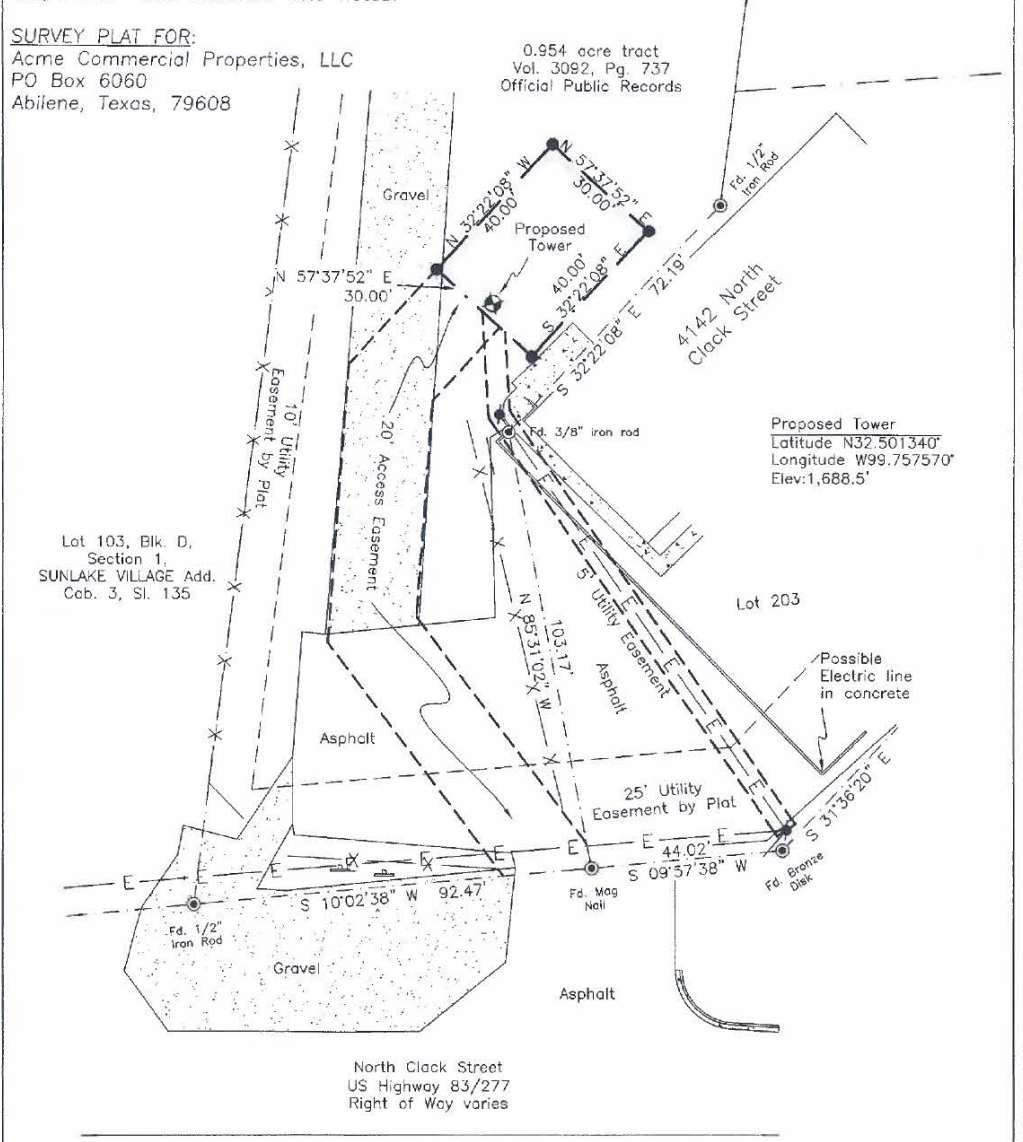 SURVEY PLAT FOR:
Acme Commercial Properties, LLC
PO Box 6060
Abilene, Texas, 79608
0.954 acre tract
Vol. 3092, Pg. 737
Official Public Records
Gravel
N 32°22'08" W
40.00'
N 57°37'52" E
30.00'
Fd. 1/2"
Iron Rod
Proposed
Tower
N 57°37'52" E
30.00'
40.00'
S 32°22'08" E
S 32°22'08" E 72.19'
4142 North
Clack Street
10' Utility
Easement by Plat
20' Access Easement
Fd. 3/8" iron rod
Proposed Tower
Latitude N32.501340°
Longitude W99.757570°
Elev:1,688.5'
Lot 103, Blk. D,
Section 1,
SUNLAKE VILLAGE Add.
Cab. 3, Sl. 135
103.17'
N 85°31'02" W
5' Utility Easement
E
E
E
E
E
E
Lot 203
Asphalt
Possible
Electric line
in concrete
Asphalt
25' Utility
Easement by Plat
S 31°36'20" E
E
E
E
E
E
E
E
E
E
44.02'
S 09°57'38" W
S 10°02'38" W 92.47'
Fd. Bronze
Disk
Fd. Mag
Nail
Fd. 1/2"
Iron Rod
Gravel
Asphalt
North Clack Street
US Highway 83/277
Right of Way varies